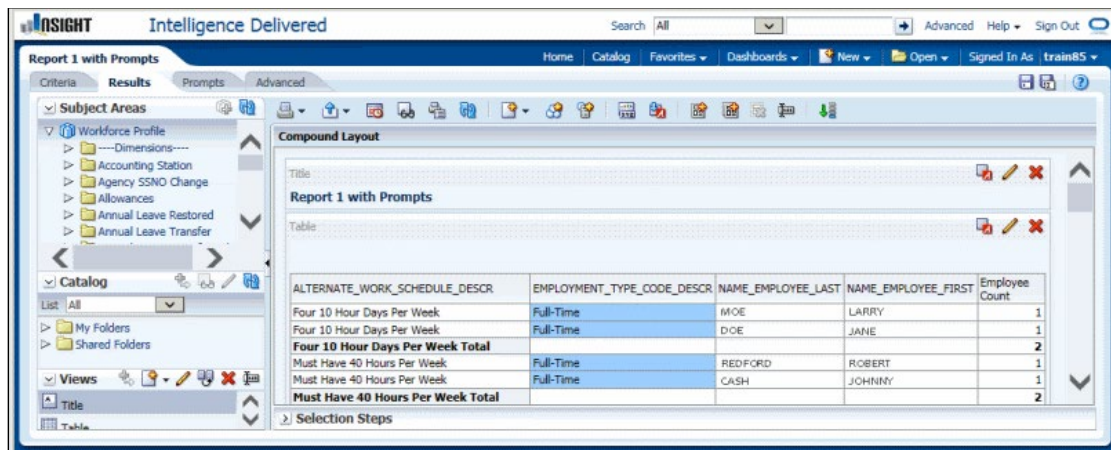 INSIGHT Intelligence Delivered Search All Advanced Help Sign Out
Report 1 with Prompts Home Catalog Favorites Dashboards New Open Signed In As train85
Criteria Results Prompts Advanced
Subject Areas
Workforce Profile
----Dimensions----
Accounting Station
Agency SSNO Change
Allowances
Annual Leave Restored
Annual Leave Transfer
Catalog
List All
My Folders
Shared Folders
Views
Title
Table
Compound Layout
Title
Report 1 with Prompts
Table
ALTERNATE_WORK_SCHEDULE_DESCR EMPLOYMENT_TYPE_CODE_DESCR NAME_EMPLOYEE_LAST NAME_EMPLOYEE_FIRST Employee Count
Four 10 Hour Days Per Week Full-Time MOE LARRY 1
Four 10 Hour Days Per Week Full-Time DOE JANE 1
Four 10 Hour Days Per Week Total 2
Must Have 40 Hours Per Week Full-Time REDFORD ROBERT 1
Must Have 40 Hours Per Week Full-Time CASH JOHNNY 1
Must Have 40 Hours Per Week Total 2
Selection Steps